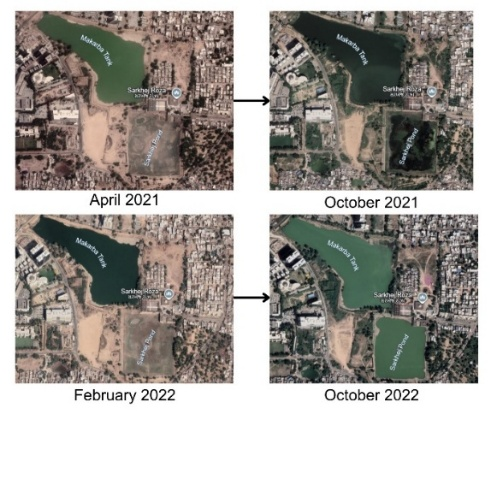 Makarba Tank
Sarkhej Roza
Sarkhej Pond
Makarba Tank
Sarkhej Roza
Sarkhej Pond
April 2021
October 2021
Makarba Tank
Sarkhej Roza
Sarkhej Pond
Makarba Tank
Sarkhej Roza
Sarkhej Pond
February 2022
October 2022